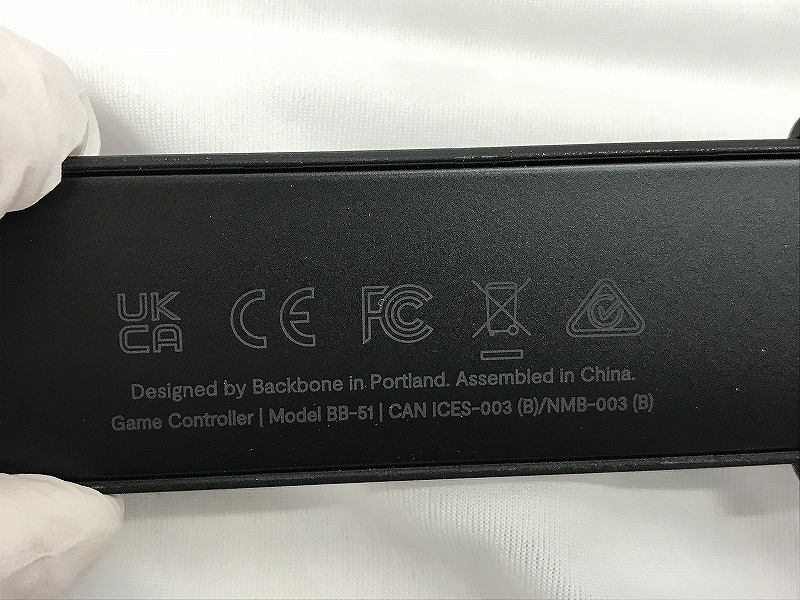 UK
CA CE FC
Designed by Backbone in Portland. Assembled in China.
Game Controller | Model BB-51 | CAN ICES-003 (B)/NMB-003 (B)